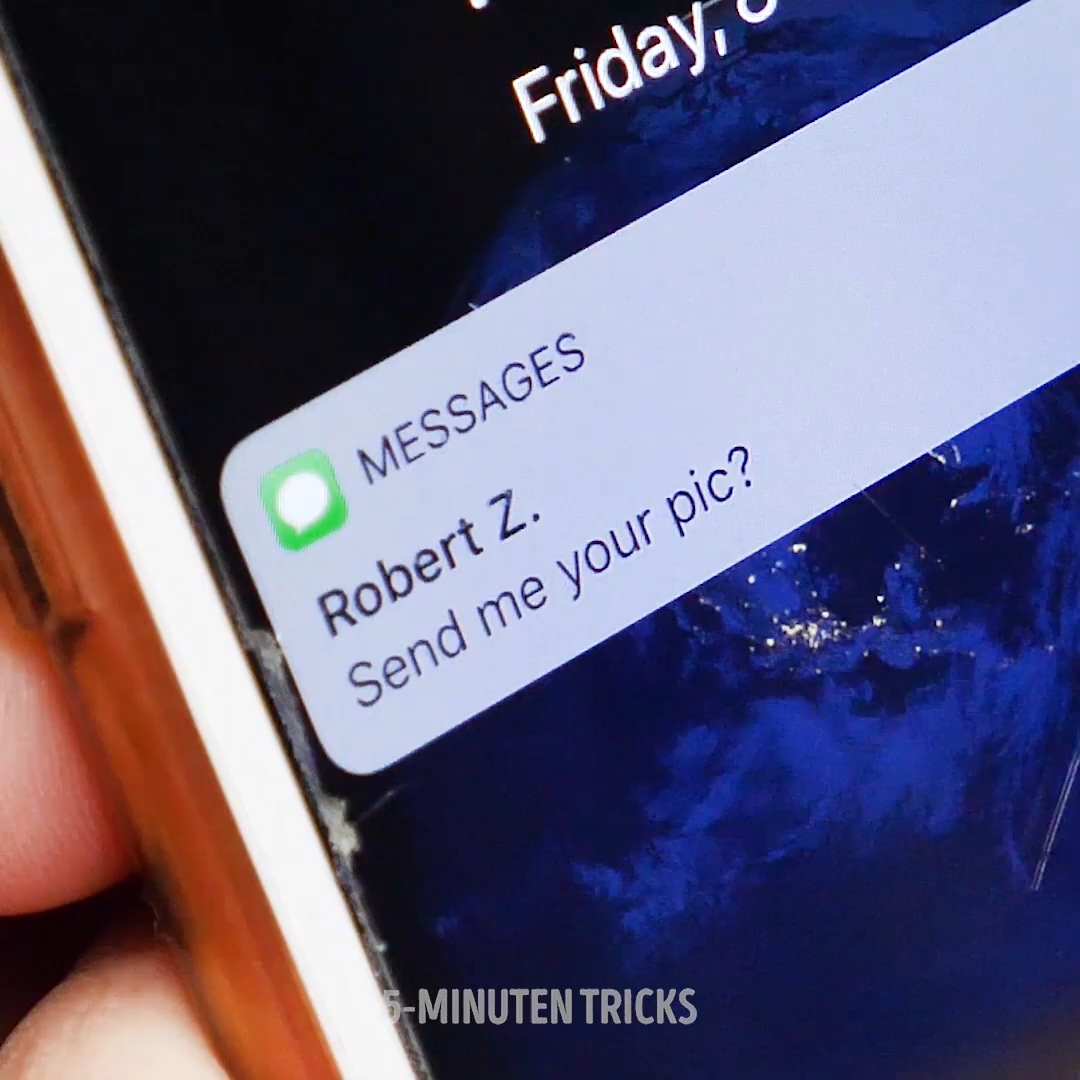 Friday,
MESSAGES
Robert Z.
Send me your pic?
5-MINUTEN TRICKS